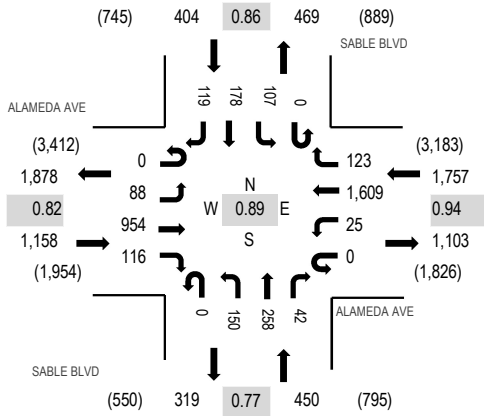 (745) 404 0.86 469 (889)
SABLE BLVD
119 178 107 0
ALAMEDA AVE
(3,412) (3,183)
0 123
1,878 1,757
88 N 1,609
0.82 W 0.89 E 0.94
954 S 25
1,158 1,103
116 0
(1,954) (1,826)
0 150 258 42
ALAMEDA AVE
SABLE BLVD
(550) 319 0.77 450 (795)